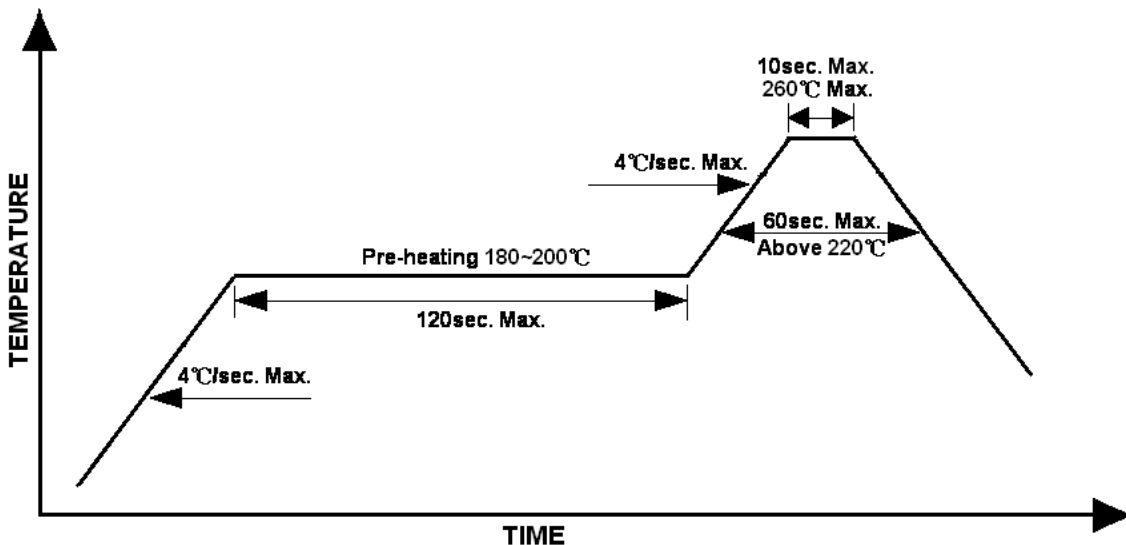 10sec. Max.
260℃ Max.
4℃/sec. Max.
60sec. Max.
Above 220℃
Pre-heating 180~200℃
120sec. Max.
4℃/sec. Max.
TEMPERATURE
TIME